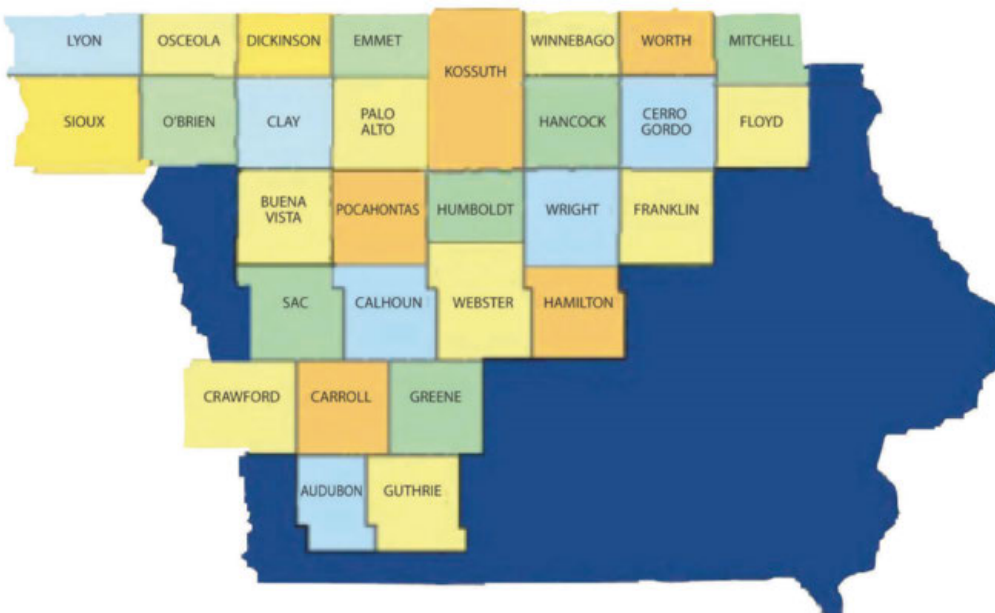 LYON
OSCEOLA
DICKINSON
EMMET
KOSSUTH
WINNEBAGO
WORTH
MITCHELL
SIOUX
O'BRIEN
CLAY
PALO
ALTO
HANCOCK
CERRO
GORDO
FLOYD
BUENA
VISTA
POCAHONTAS
HUMBOLDT
WRIGHT
FRANKLIN
SAC
CALHOUN
WEBSTER
HAMILTON
CRAWFORD
CARROLL
GREENE
AUDUBON
GUTHRIE